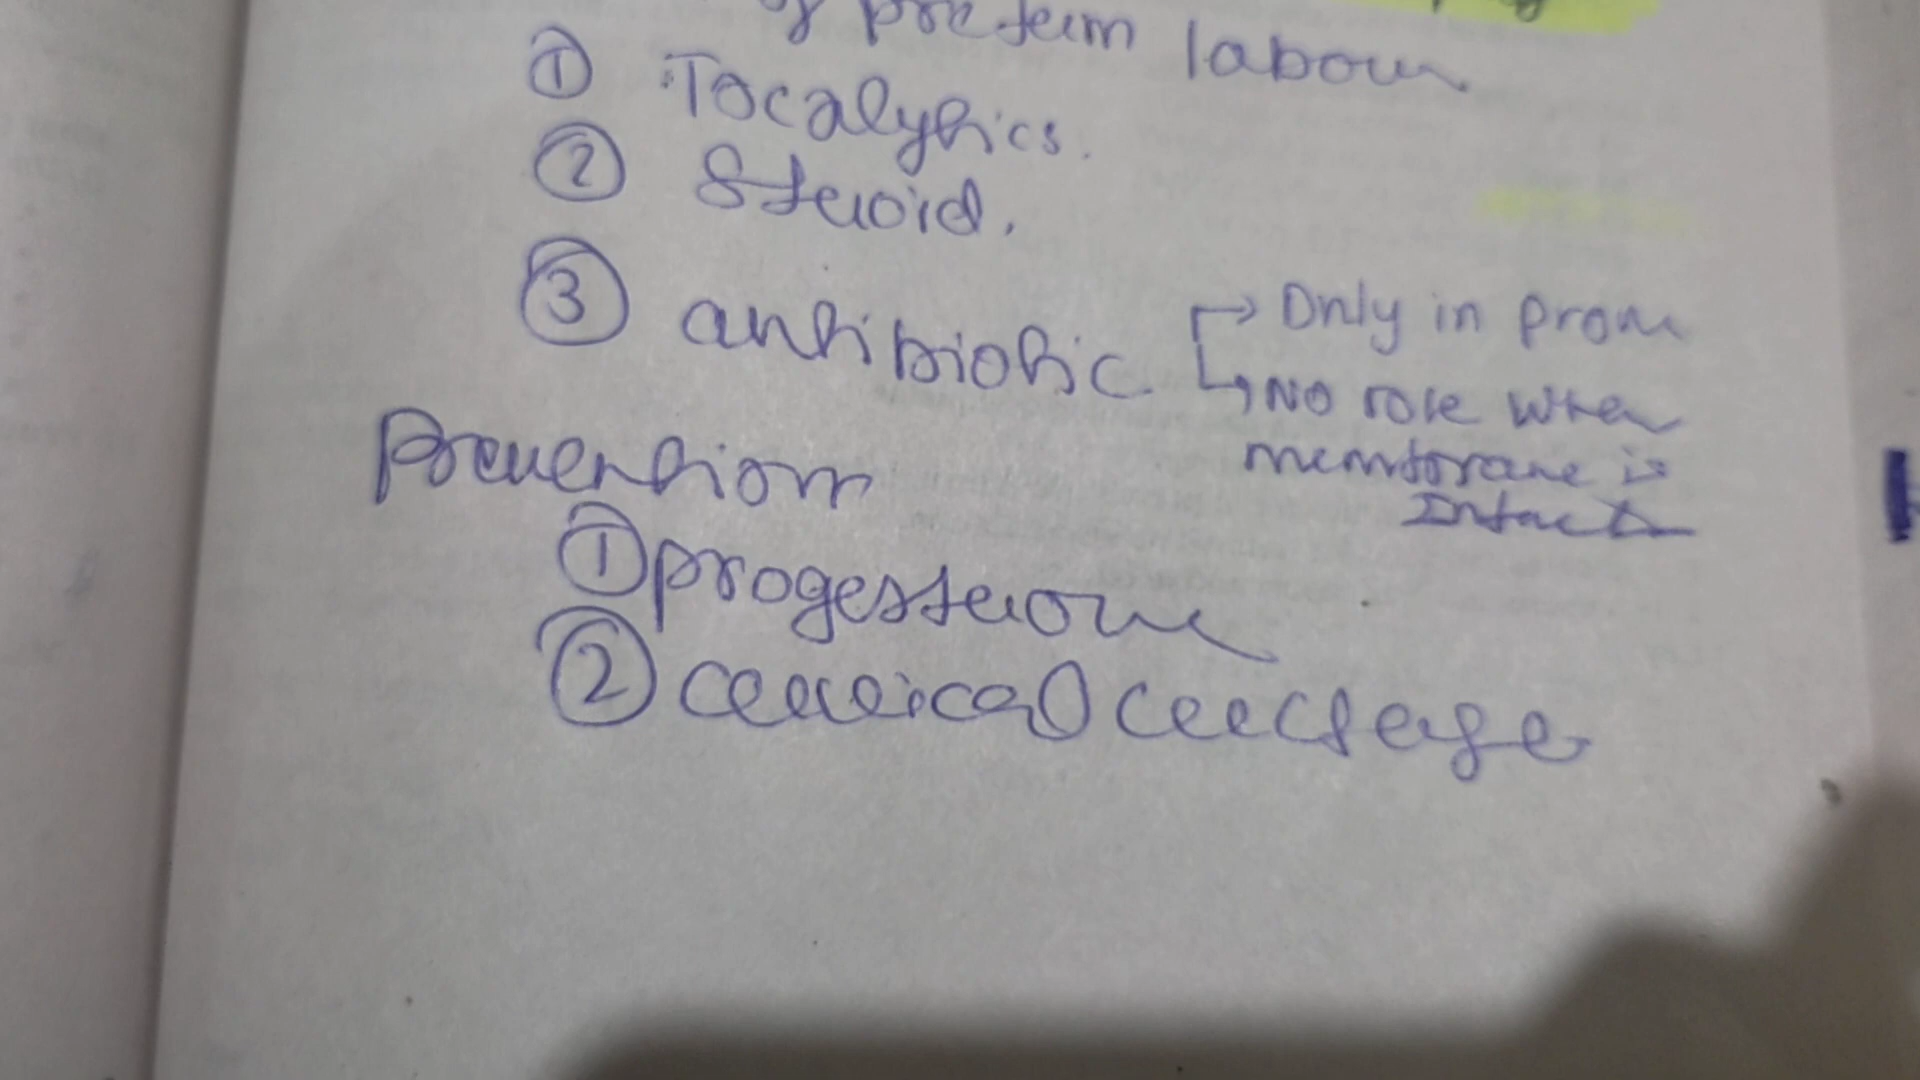 of preterm labour
① Tocalytics.
② Steroid.
③ antibiotic → Only in prom
→ No role when
membrane is
Intact
Prevention
① progesterone
② cervical cerclage